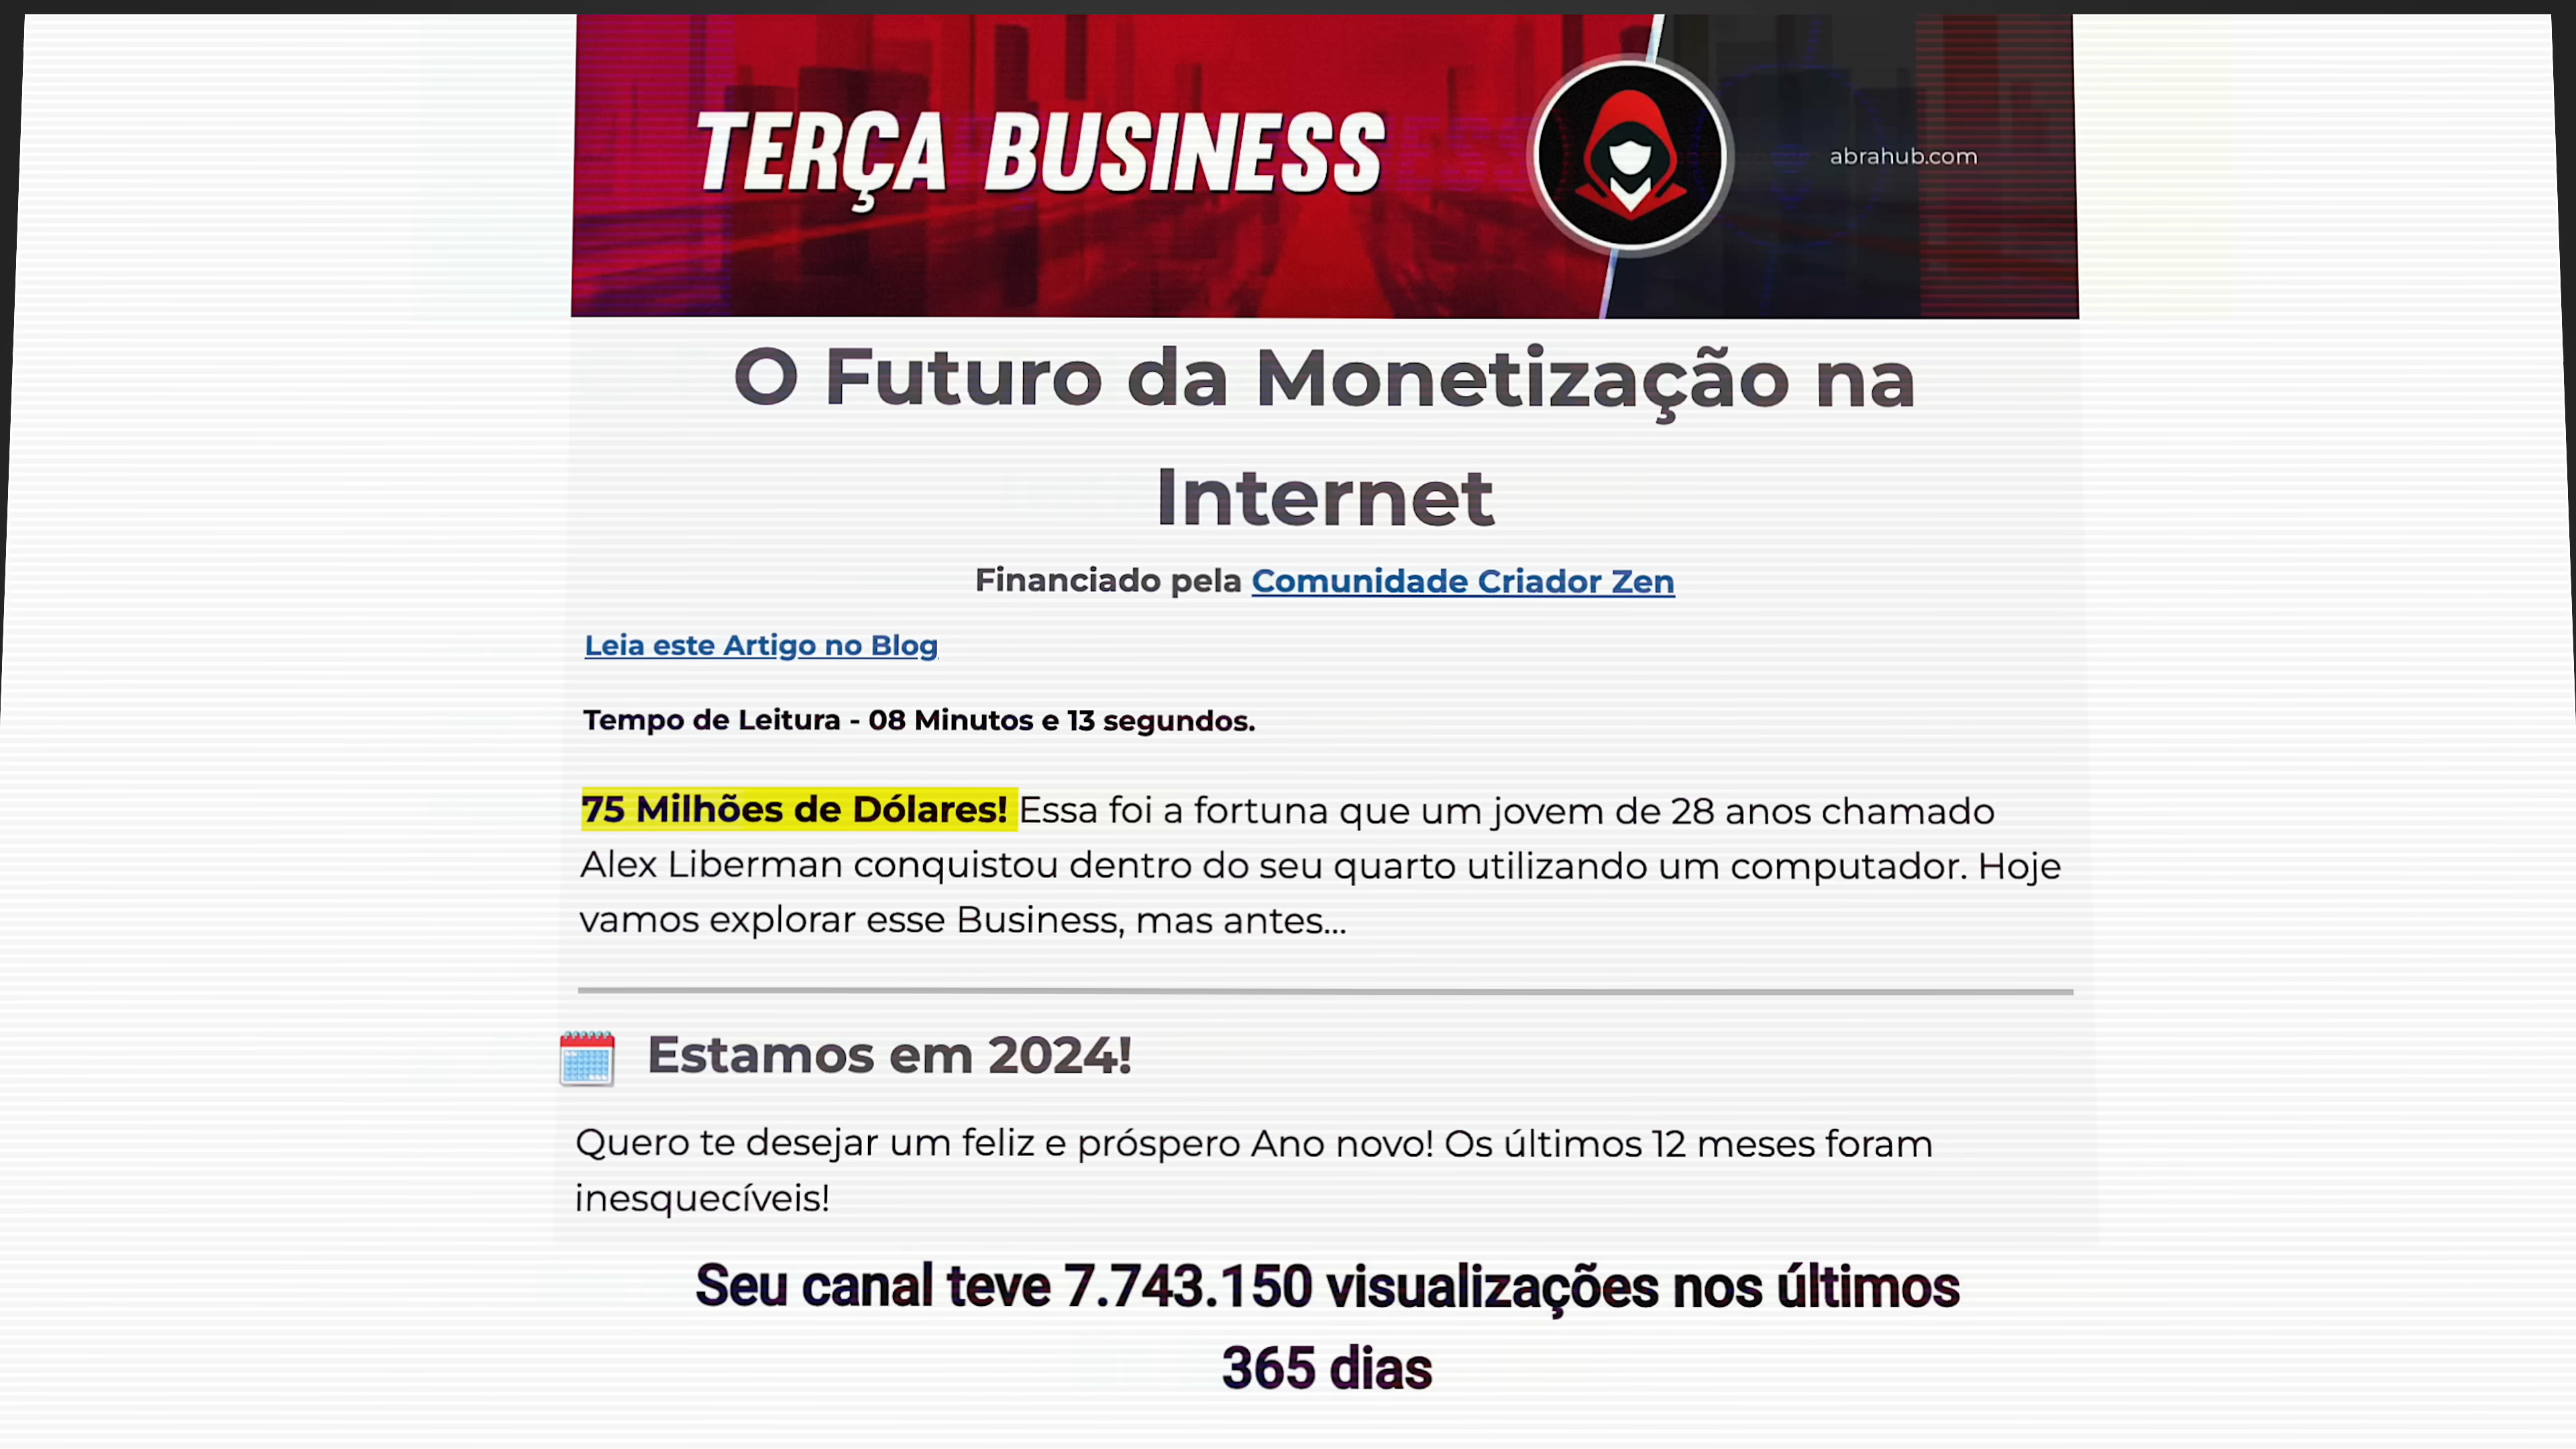 TERÇA BUSINESS
abrahub.com
O Futuro da Monetização na
Internet
Financiado pela Comunidade Criador Zen
Leia este Artigo no Blog
Tempo de Leitura - 08 Minutos e 13 segundos.
75 Milhões de Dólares! Essa foi a fortuna que um jovem de 28 anos chamado
Alex Liberman conquistou dentro do seu quarto utilizando um computador. Hoje
vamos explorar esse Business, mas antes...
Estamos em 2024!
Quero te desejar um feliz e próspero Ano novo! Os últimos 12 meses foram
inesquecíveis!
Seu canal teve 7.743.150 visualizações nos últimos
365 dias